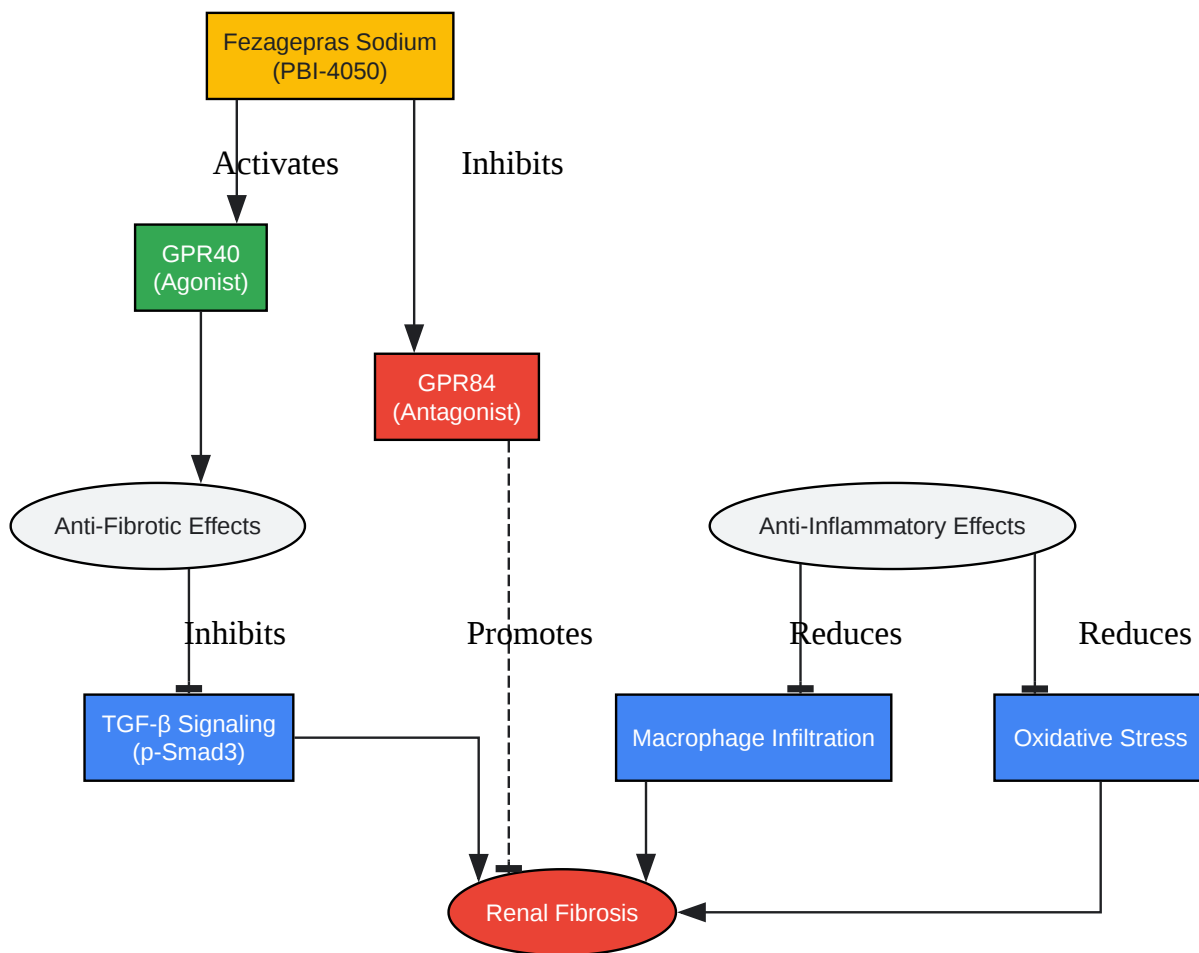 Fezagepras Sodium
(PBI-4050)
Activates
Inhibits
GPR40
(Agonist)
GPR84
(Antagonist)
Anti-Fibrotic Effects
Anti-Inflammatory Effects
Inhibits
Promotes
Reduces
Reduces
TGF-β Signaling
(p-Smad3)
Macrophage Infiltration
Oxidative Stress
Renal Fibrosis